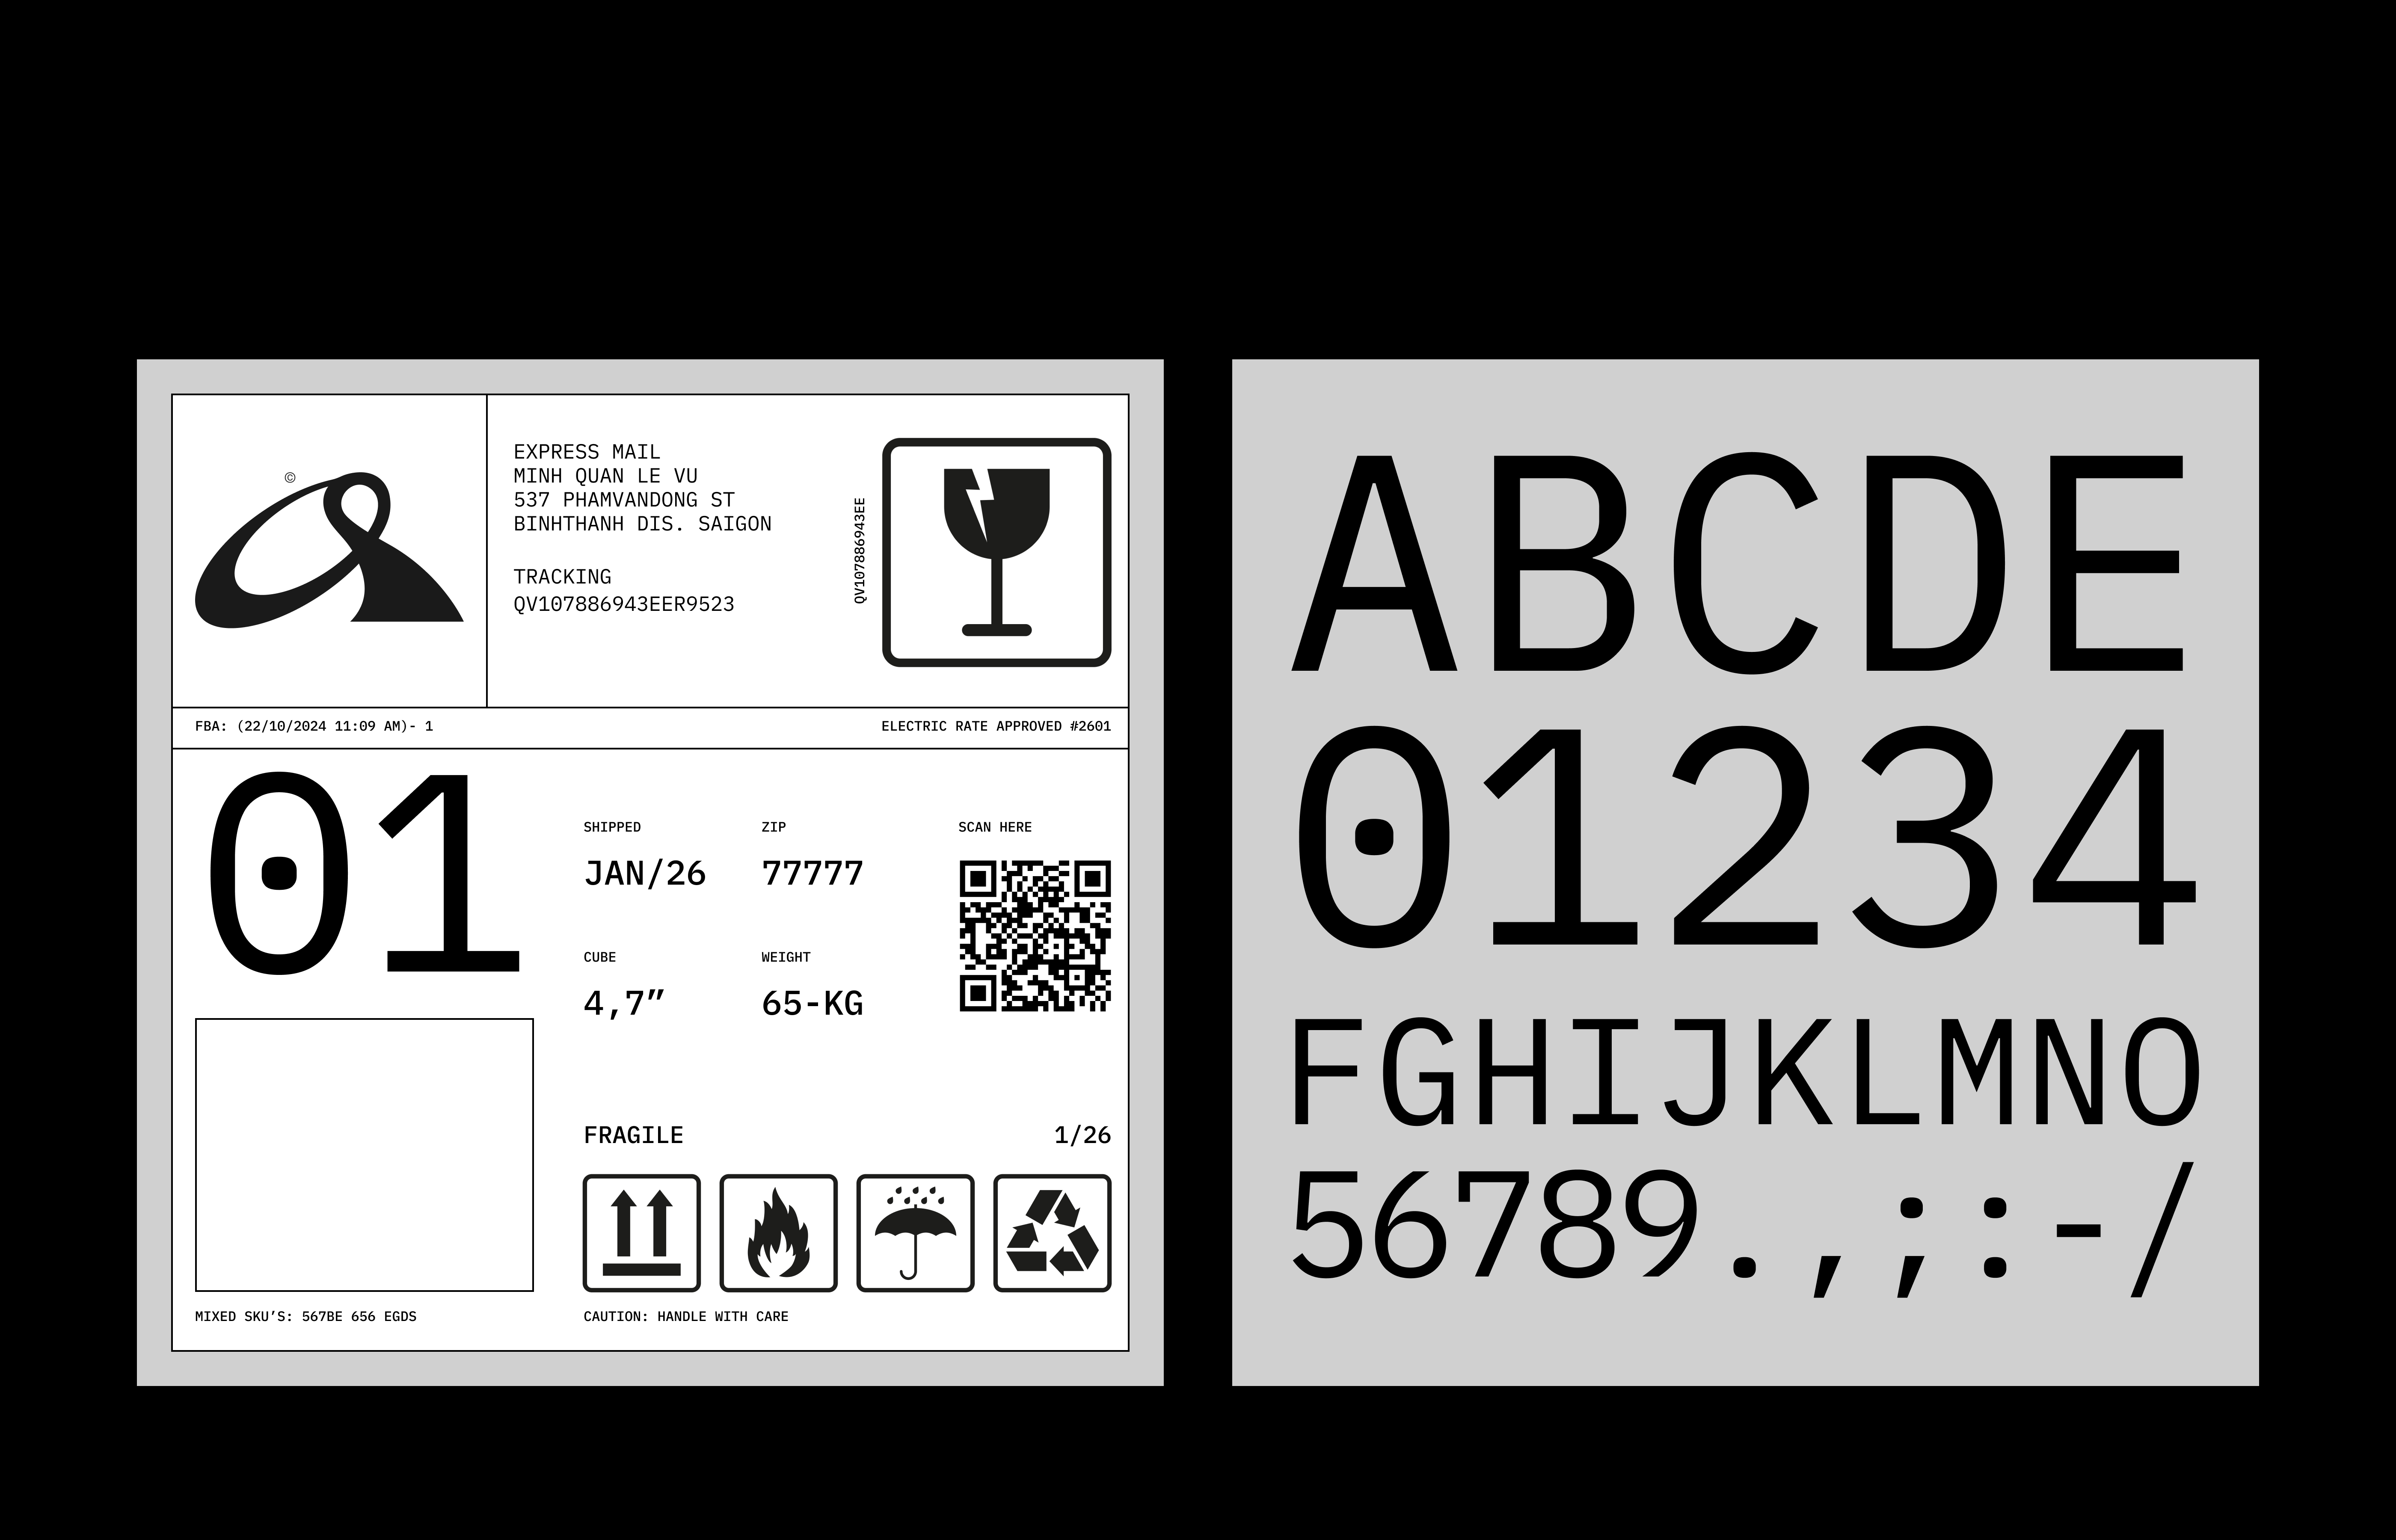 ©
EXPRESS MAIL
MINH QUAN LE VU
537 PHAMVANDONG ST
BINHTHANH DIS. SAIGON
TRACKING
QV107886943EER9523
QV107886943EE
FBA: (22/10/2024 11:09 AM)- 1
ELECTRIC RATE APPROVED #2601
01
SHIPPED
JAN/26
ZIP
77777
SCAN HERE
CUBE
4,7”
WEIGHT
65-KG
FRAGILE
1/26
MIXED SKU’S: 567BE 656 EGDS
CAUTION: HANDLE WITH CARE
ABCDE
01234
FGHIJKLMNO
56789.,;:-/